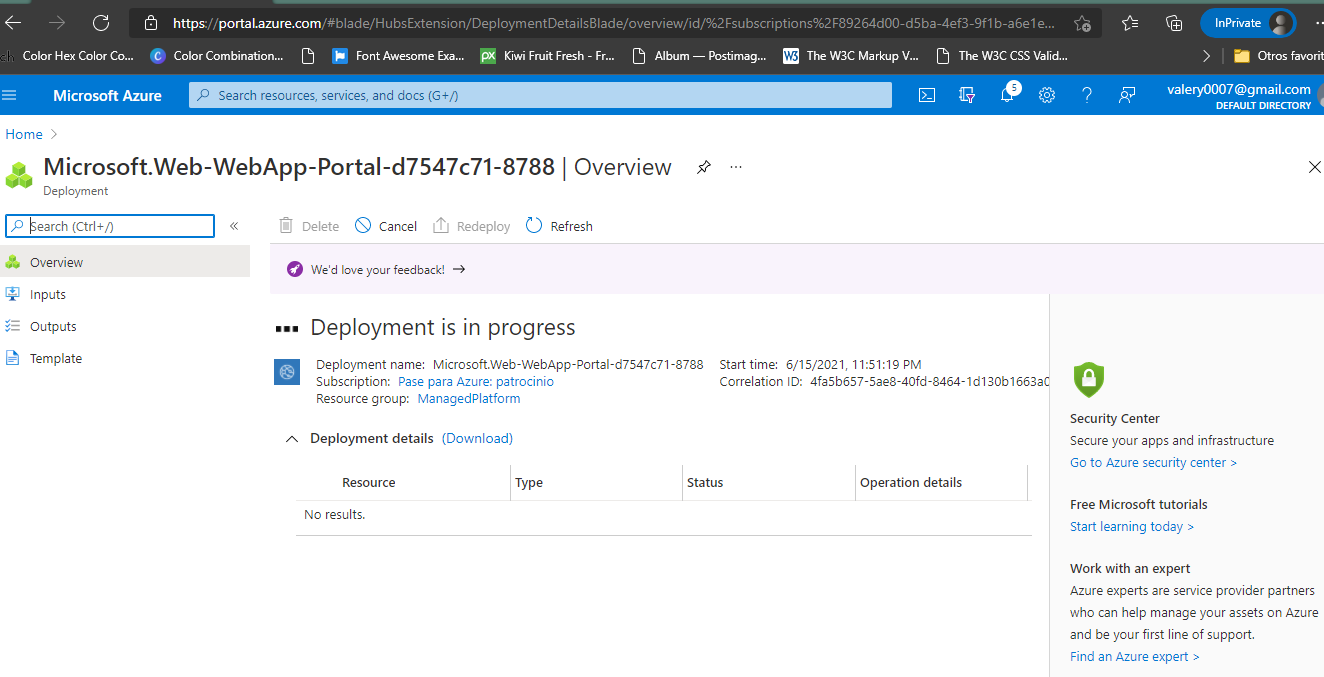 https://portal.azure.com/#blade/HubsExtension/DeploymentDetailsBlade/overview/id/%2Fsubscriptions%2F89264d00-d5ba-4ef3-9f1b-a6e1e...
InPrivate
ch Color Hex Color Co... Color Combination... Font Awesome Exa... Kiwi Fruit Fresh - Fr... Album — Postimag... The W3C Markup V... The W3C CSS Valid... Otros favorit
Microsoft Azure
Search resources, services, and docs (G+/)
5
valery0007@gmail.com
DEFAULT DIRECTORY
Home
Microsoft.Web-WebApp-Portal-d7547c71-8788 | Overview ...
Deployment
Search (Ctrl+/) «
Delete Cancel Redeploy Refresh
Overview
Inputs
Outputs
Template
We'd love your feedback! →
Deployment is in progress
Deployment name: Microsoft.Web-WebApp-Portal-d7547c71-8788 Start time: 6/15/2021, 11:51:19 PM
Subscription: Pase para Azure: patrocinio Correlation ID: 4fa5b657-5ae8-40fd-8464-1d130b1663a0
Resource group: ManagedPlatform
Deployment details (Download)
Resource Type Status Operation details
No results.
Security Center
Secure your apps and infrastructure
Go to Azure security center >
Free Microsoft tutorials
Start learning today >
Work with an expert
Azure experts are service provider partners
who can help manage your assets on Azure
and be your first line of support.
Find an Azure expert >